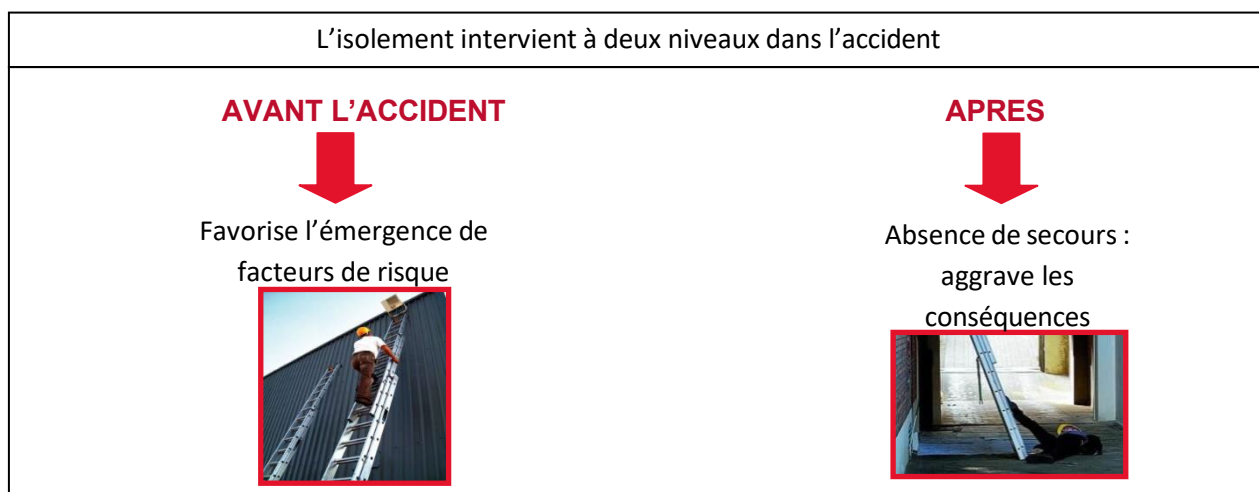 L’isolement intervient à deux niveaux dans l’accident
AVANT L’ACCIDENT
Favorise l’émergence de
facteurs de risque
APRES
Absence de secours :
aggrave les
conséquences